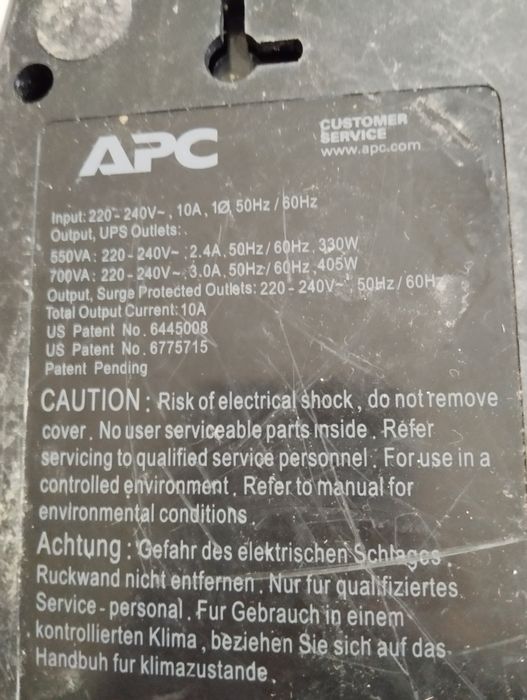 APC
CUSTOMER
SERVICE
www.apc.com
Input: 220 - 240V~ , 10A, 1Ø, 50Hz / 60Hz
Output, UPS Outlets:
550VA : 220 - 240V~ , 2.4A, 50Hz / 60Hz, 330W
700VA : 220 - 240V~ , 3.0A, 50Hz / 60Hz, 405W
Output, Surge Protected Outlets: 220 - 240V~ 50Hz / 60Hz
Total Output Current: 10A
US Patent No. 6445008
US Patent No. 6775715
Patent Pending
CAUTION : Risk of electrical shock , do not remove
cover . No user serviceable parts inside . Refer
servicing to qualified service personnel . For use in a
controlled environment . Refer to manual for
environmental conditions .
Achtung : Gefahr des elektrischen Schlages .
Ruckwand nicht entfernen . Nur fur qualifiziertes
Service - personal . Fur Gebrauch in einem
kontrollierten Klima , beziehen Sie sich auf das
Handbuh fur klimazustande .